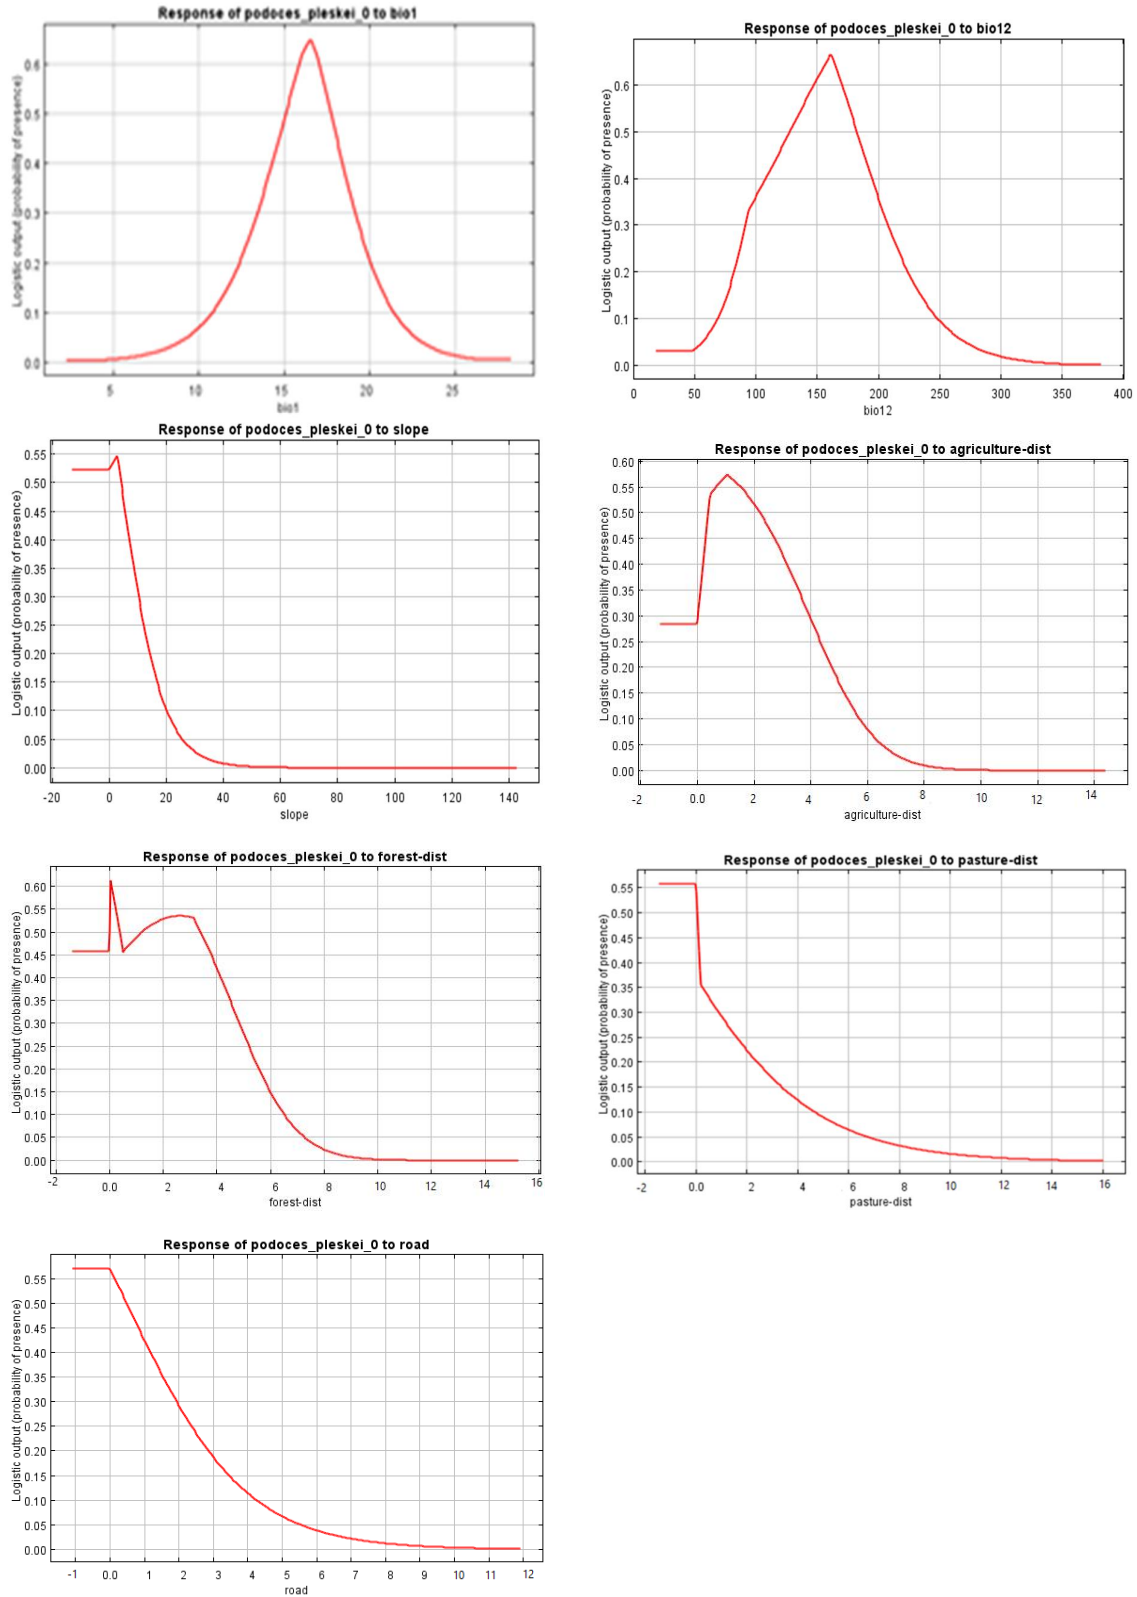 Response of podoces_pleskei_0 to bio1
Logistic output (probability of presence)
0.6
0.5
0.4
0.3
0.2
0.1
0.0
5 10 15 20 25
bio1
Response of podoces_pleskei_0 to bio12
Logistic output (probability of presence)
0.6
0.5
0.4
0.3
0.2
0.1
0.0
0 50 100 150 200 250 300 350 400
bio12
Response of podoces_pleskei_0 to slope
Logistic output (probability of presence)
0.55
0.50
0.45
0.40
0.35
0.30
0.25
0.20
0.15
0.10
0.05
0.00
-20 0 20 40 60 80 100 120 140
slope
Response of podoces_pleskei_0 to agriculture-dist
Logistic output (probability of presence)
0.60
0.55
0.50
0.45
0.40
0.35
0.30
0.25
0.20
0.15
0.10
0.05
0.00
-2 0.0 2 4 6 8 10 12 14
agriculture-dist
Response of podoces_pleskei_0 to forest-dist
Logistic output (probability of presence)
0.60
0.55
0.50
0.45
0.40
0.35
0.30
0.25
0.20
0.15
0.10
0.05
0.00
-2 0.0 2 4 6 8 10 12 14 16
forest-dist
Response of podoces_pleskei_0 to pasture-dist
Logistic output (probability of presence)
0.55
0.50
0.45
0.40
0.35
0.30
0.25
0.20
0.15
0.10
0.05
0.00
-2 0.0 2 4 6 8 10 12 14 16
pasture-dist
Response of podoces_pleskei_0 to road
Logistic output (probability of presence)
0.55
0.50
0.45
0.40
0.35
0.30
0.25
0.20
0.15
0.10
0.05
0.00
-1 0.0 1 2 3 4 5 6 7 8 9 10 11 12
road